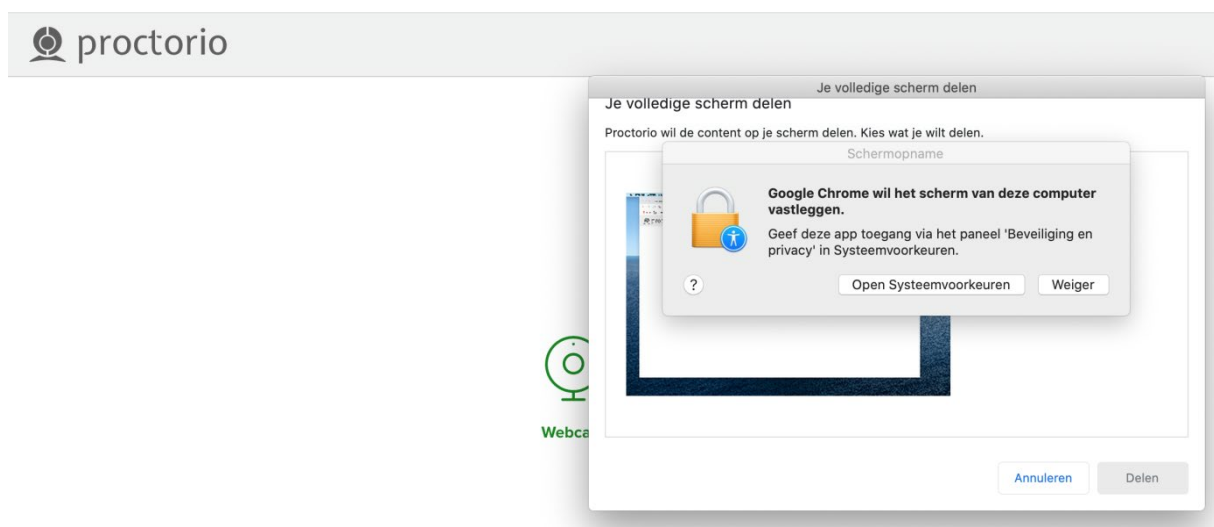 proctorio
Je volledige scherm delen
Je volledige scherm delen
Proctorio wil de content op je scherm delen. Kies wat je wilt delen.
Schermopname
Google Chrome wil het scherm van deze computer
vastleggen.
Geef deze app toegang via het paneel 'Beveiliging en
privacy' in Systeemvoorkeuren.
?
Open Systeemvoorkeuren
Weiger
Webca
Annuleren
Delen